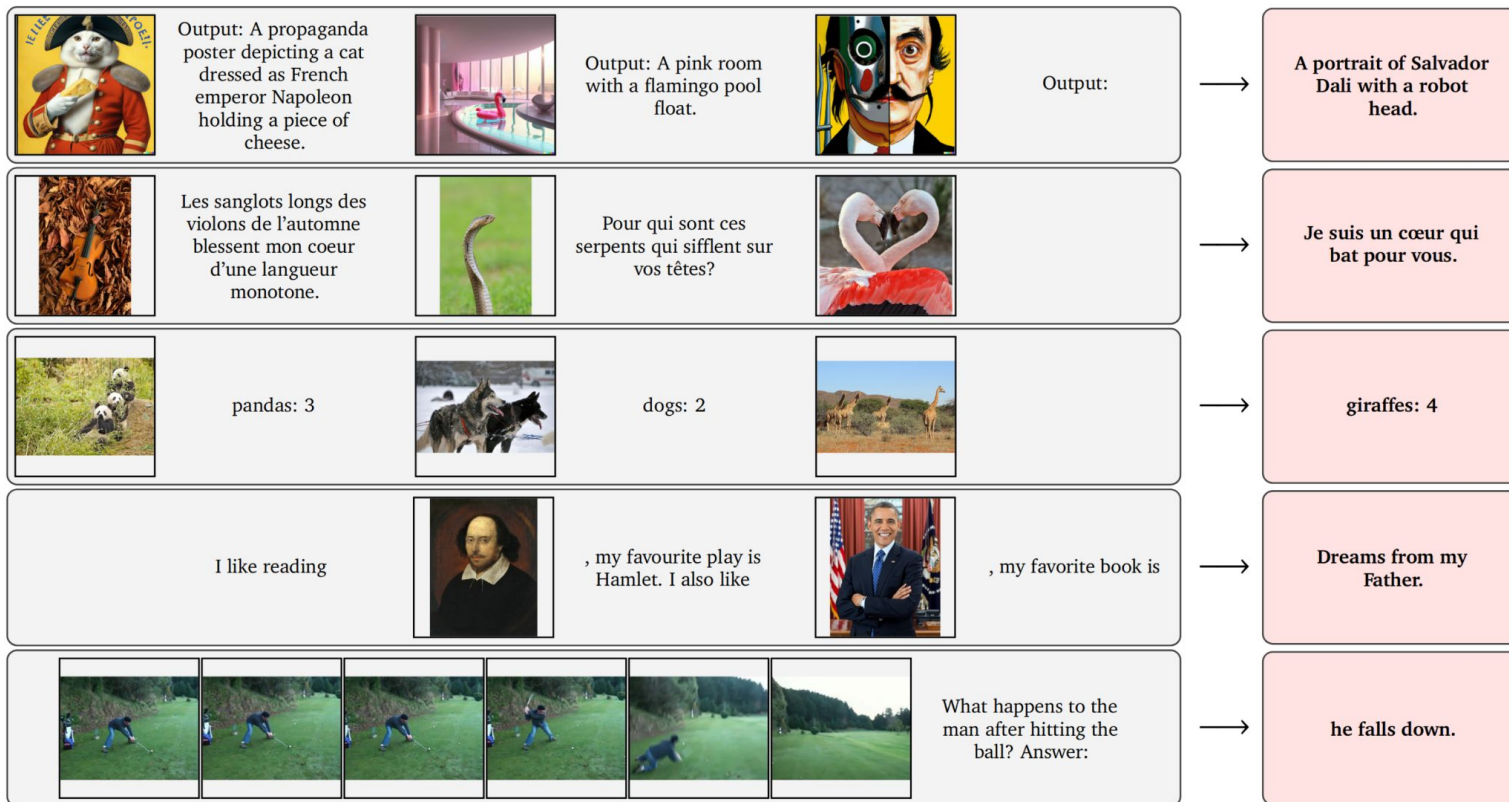 Output: A propaganda
poster depicting a cat
dressed as French
emperor Napoleon
holding a piece of
cheese.
Output: A pink room
with a flamingo pool
float.
Output:
A portrait of Salvador
Dali with a robot
head.
Les sanglots longs des
violons de l'automne
blessent mon coeur
d'une langueur
monotone.
Pour qui sont ces
serpents qui sifflent sur
vos têtes?
Je suis un cœur qui
bat pour vous.
pandas: 3
dogs: 2
giraffes: 4
I like reading
, my favourite play is
Hamlet. I also like
, my favorite book is
Dreams from my
Father.
What happens to the
man after hitting the
ball? Answer:
he falls down.